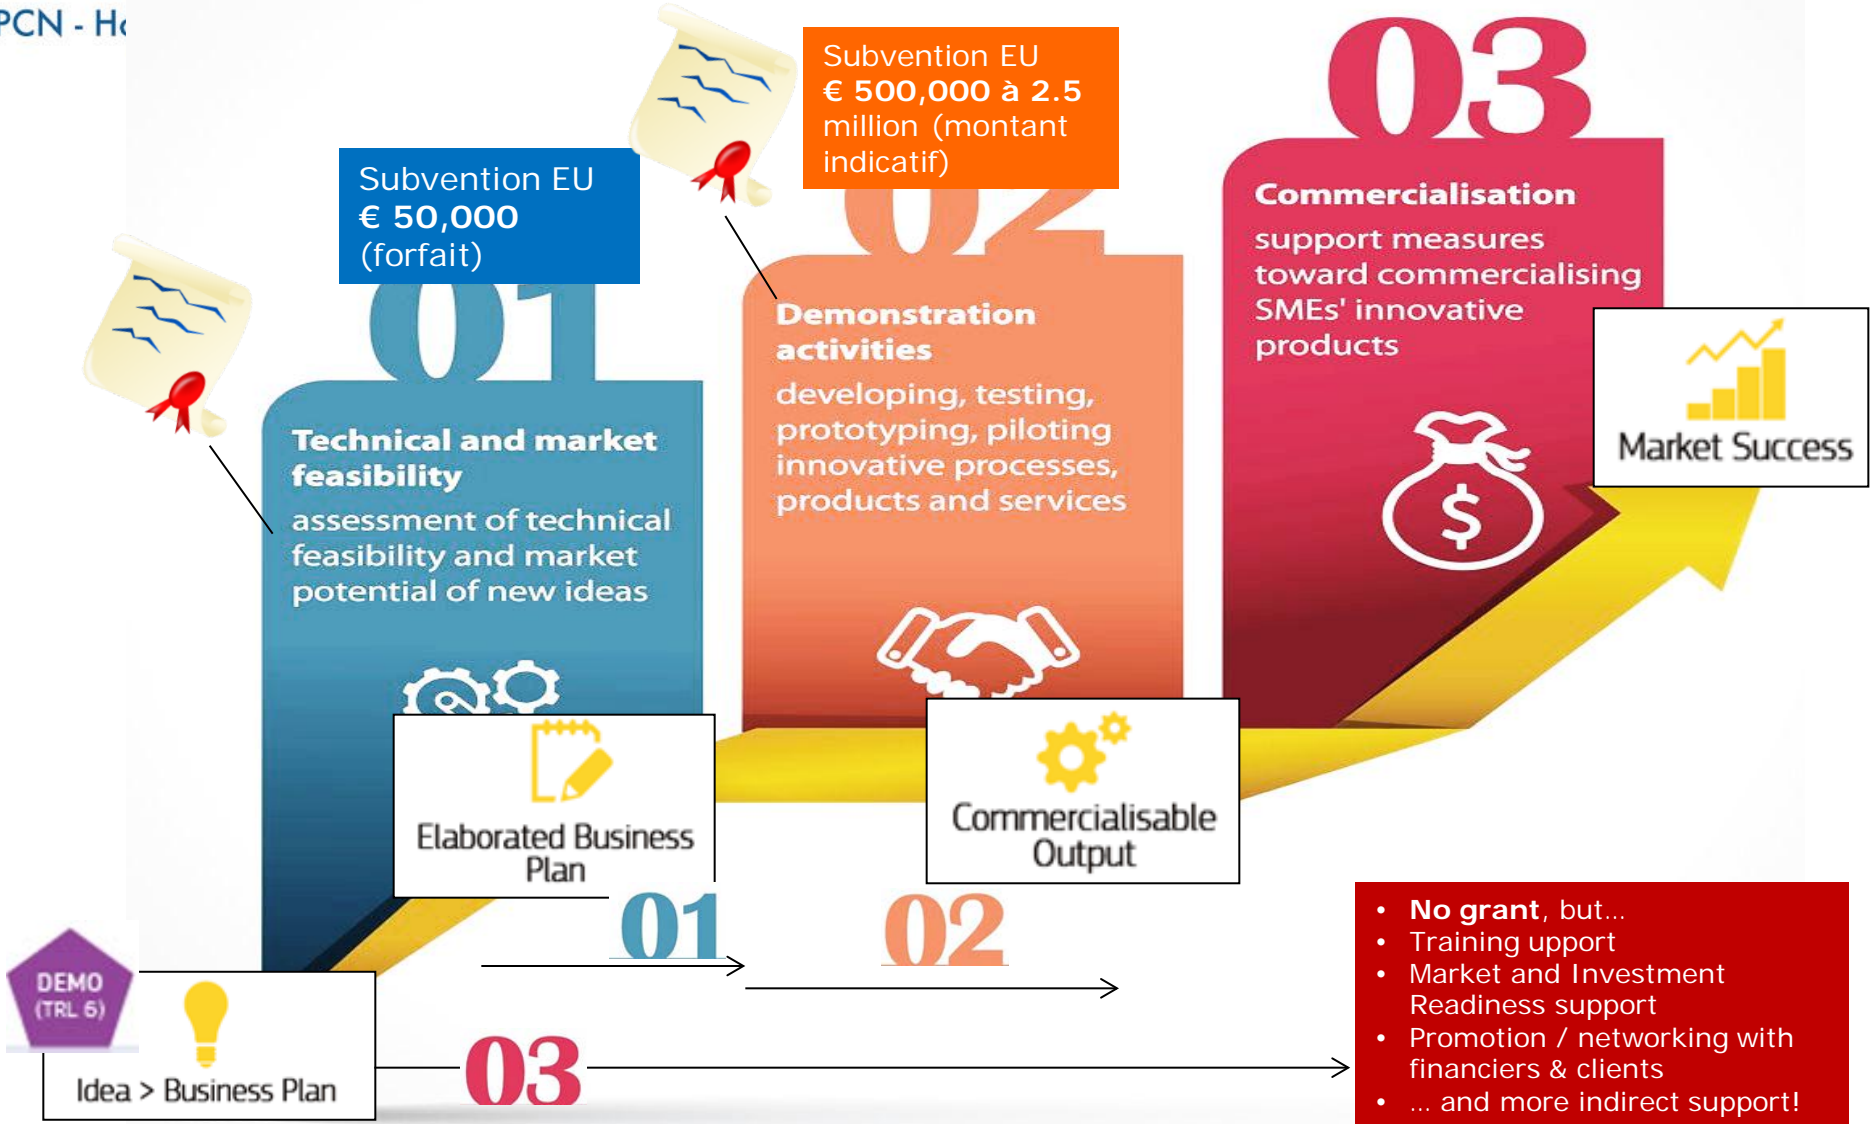 PCN - Ho
Subvention EU
€ 500,000 à 2.5
million (montant
indicatif)
03
Subvention EU
€ 50,000
(forfait)
02
Commercialisation
support measures
toward commercialising
SMEs' innovative
products
01
Demonstration
activities
developing, testing,
prototyping, piloting
innovative processes,
products and services
Technical and market
feasibility
assessment of technical
feasibility and market
potential of new ideas
$
Market Success
Elaborated Business
Plan
Commercialisable
Output
01
02
DEMO
(TRL 6)
Idea > Business Plan
03
• No grant, but...
• Training upport
• Market and Investment
Readiness support
• Promotion / networking with
financiers & clients
• ... and more indirect support!